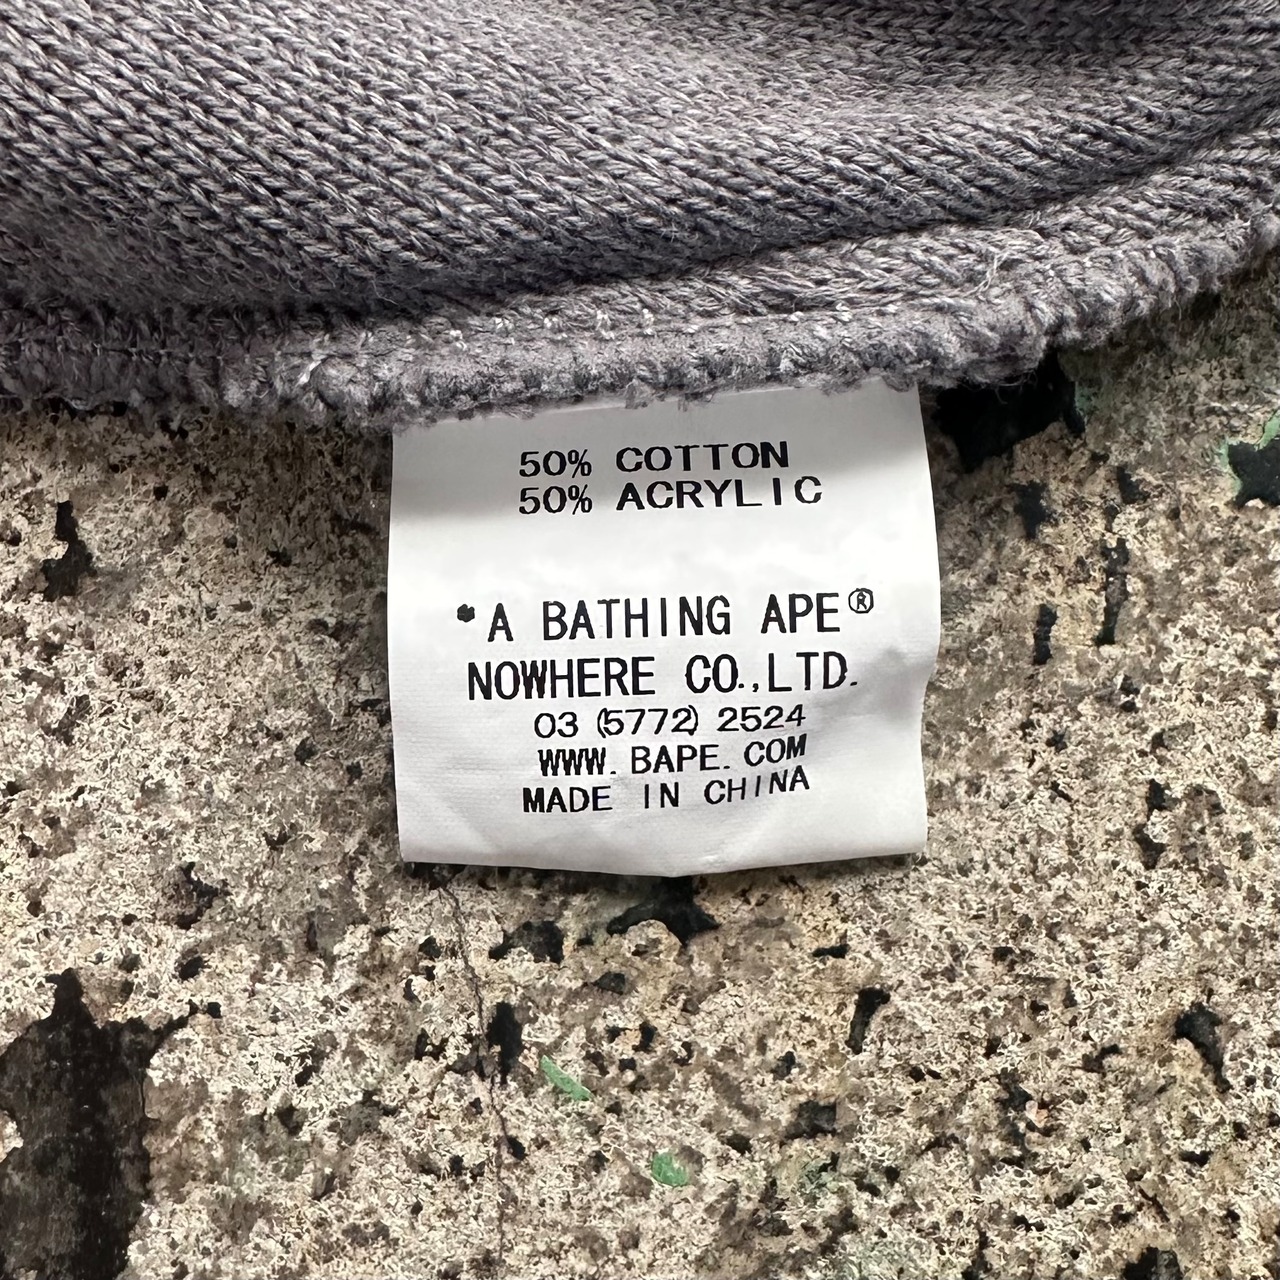 50% COTTON
50% ACRYLIC
"A BATHING APE®
NOWHERE CO.,LTD.
03 (5772) 2524
WWW. BAPE. COM
MADE IN CHINA